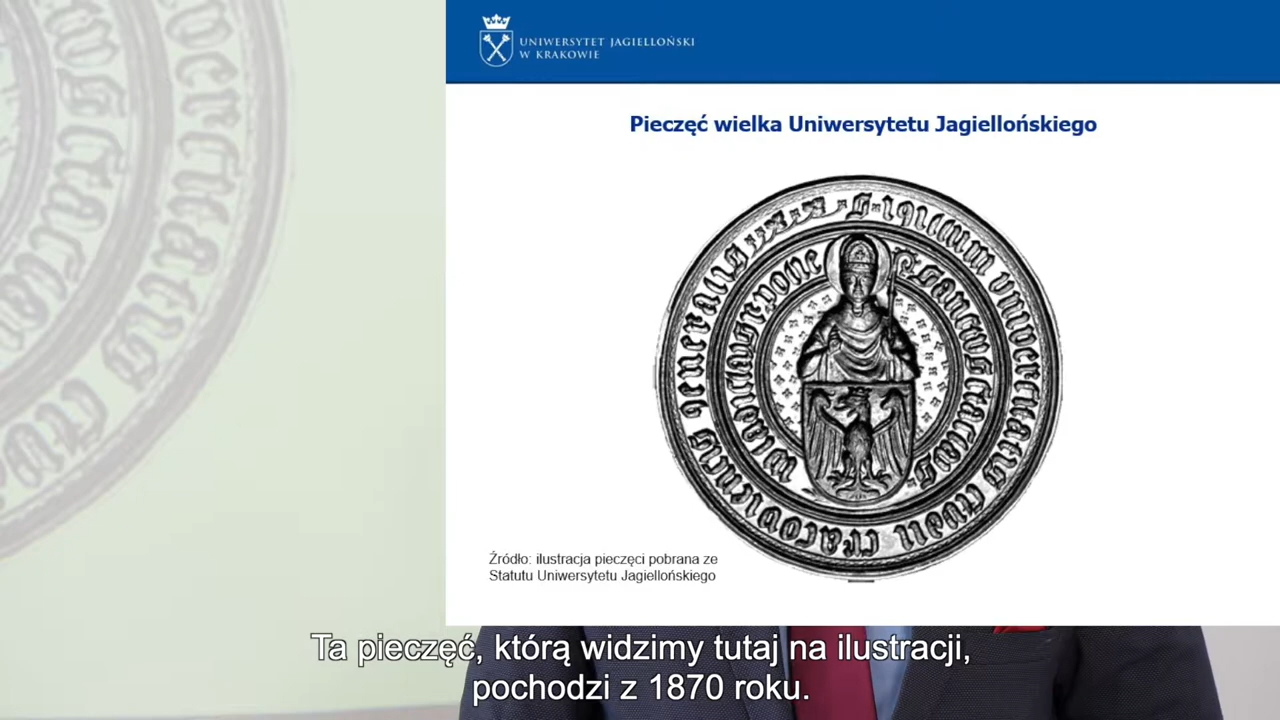 UNIWERSYTET JAGIELLOŃSKI
W KRAKOWIE
Pieczęć wielka Uniwersytetu Jagiellońskiego
Źródło: ilustracja pieczęci pobrana ze
Statutu Uniwersytetu Jagiellońskiego
Ta pieczęć, którą widzimy tutaj na ilustracji,
pochodzi z 1870 roku.